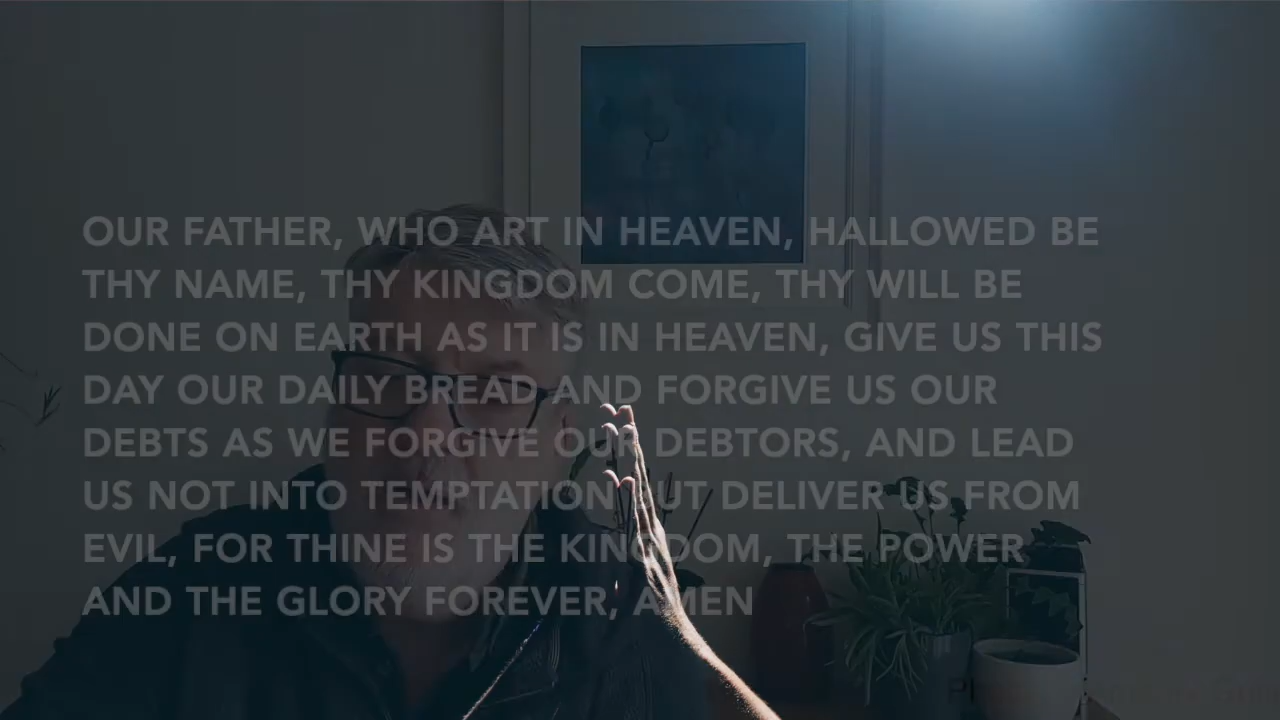 OUR FATHER, WHO ART IN HEAVEN, HALLOWED BE
THY NAME, THY KINGDOM COME, THY WILL BE
DONE ON EARTH AS IT IS IN HEAVEN, GIVE US THIS
DAY OUR DAILY BREAD AND FORGIVE US OUR
DEBTS AS WE FORGIVE OUR DEBTORS, AND LEAD
US NOT INTO TEMPTATION BUT DELIVER US FROM
EVIL, FOR THINE IS THE KINGDOM, THE POWER
AND THE GLORY FOREVER, AMEN